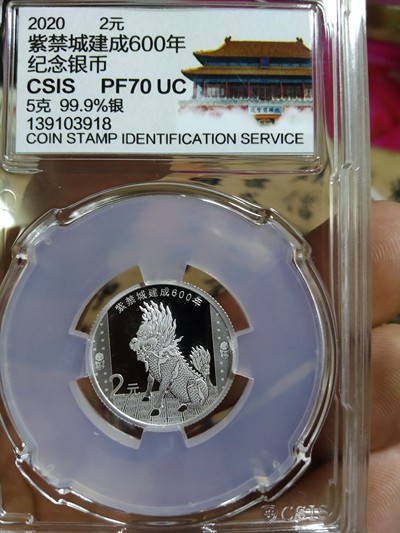 2020 2元
紫禁城建成600年
纪念银币
CSIS PF70 UC
5克 99.9%银
139103918
COIN STAMP IDENTIFICATION SERVICE
紫禁城建成600年
2元
CSIS